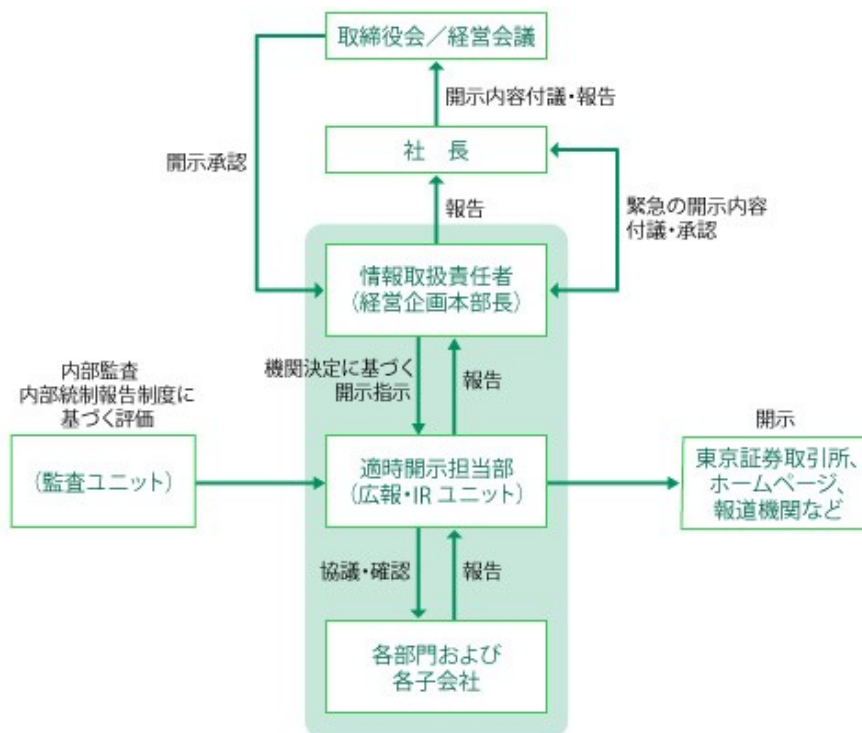 取締役会／経営会議
開示内容付議・報告
社　長
開示承認
報告
緊急の開示内容
付議・承認
情報取扱責任者
（経営企画本部長）
機関決定に基づく
開示指示
報告
内部監査
内部統制報告制度に
基づく評価
（監査ユニット）
適時開示担当部
（広報・IR ユニット）
開示
東京証券取引所、
ホームページ、
報道機関など
協議・確認
報告
各部門および
各子会社